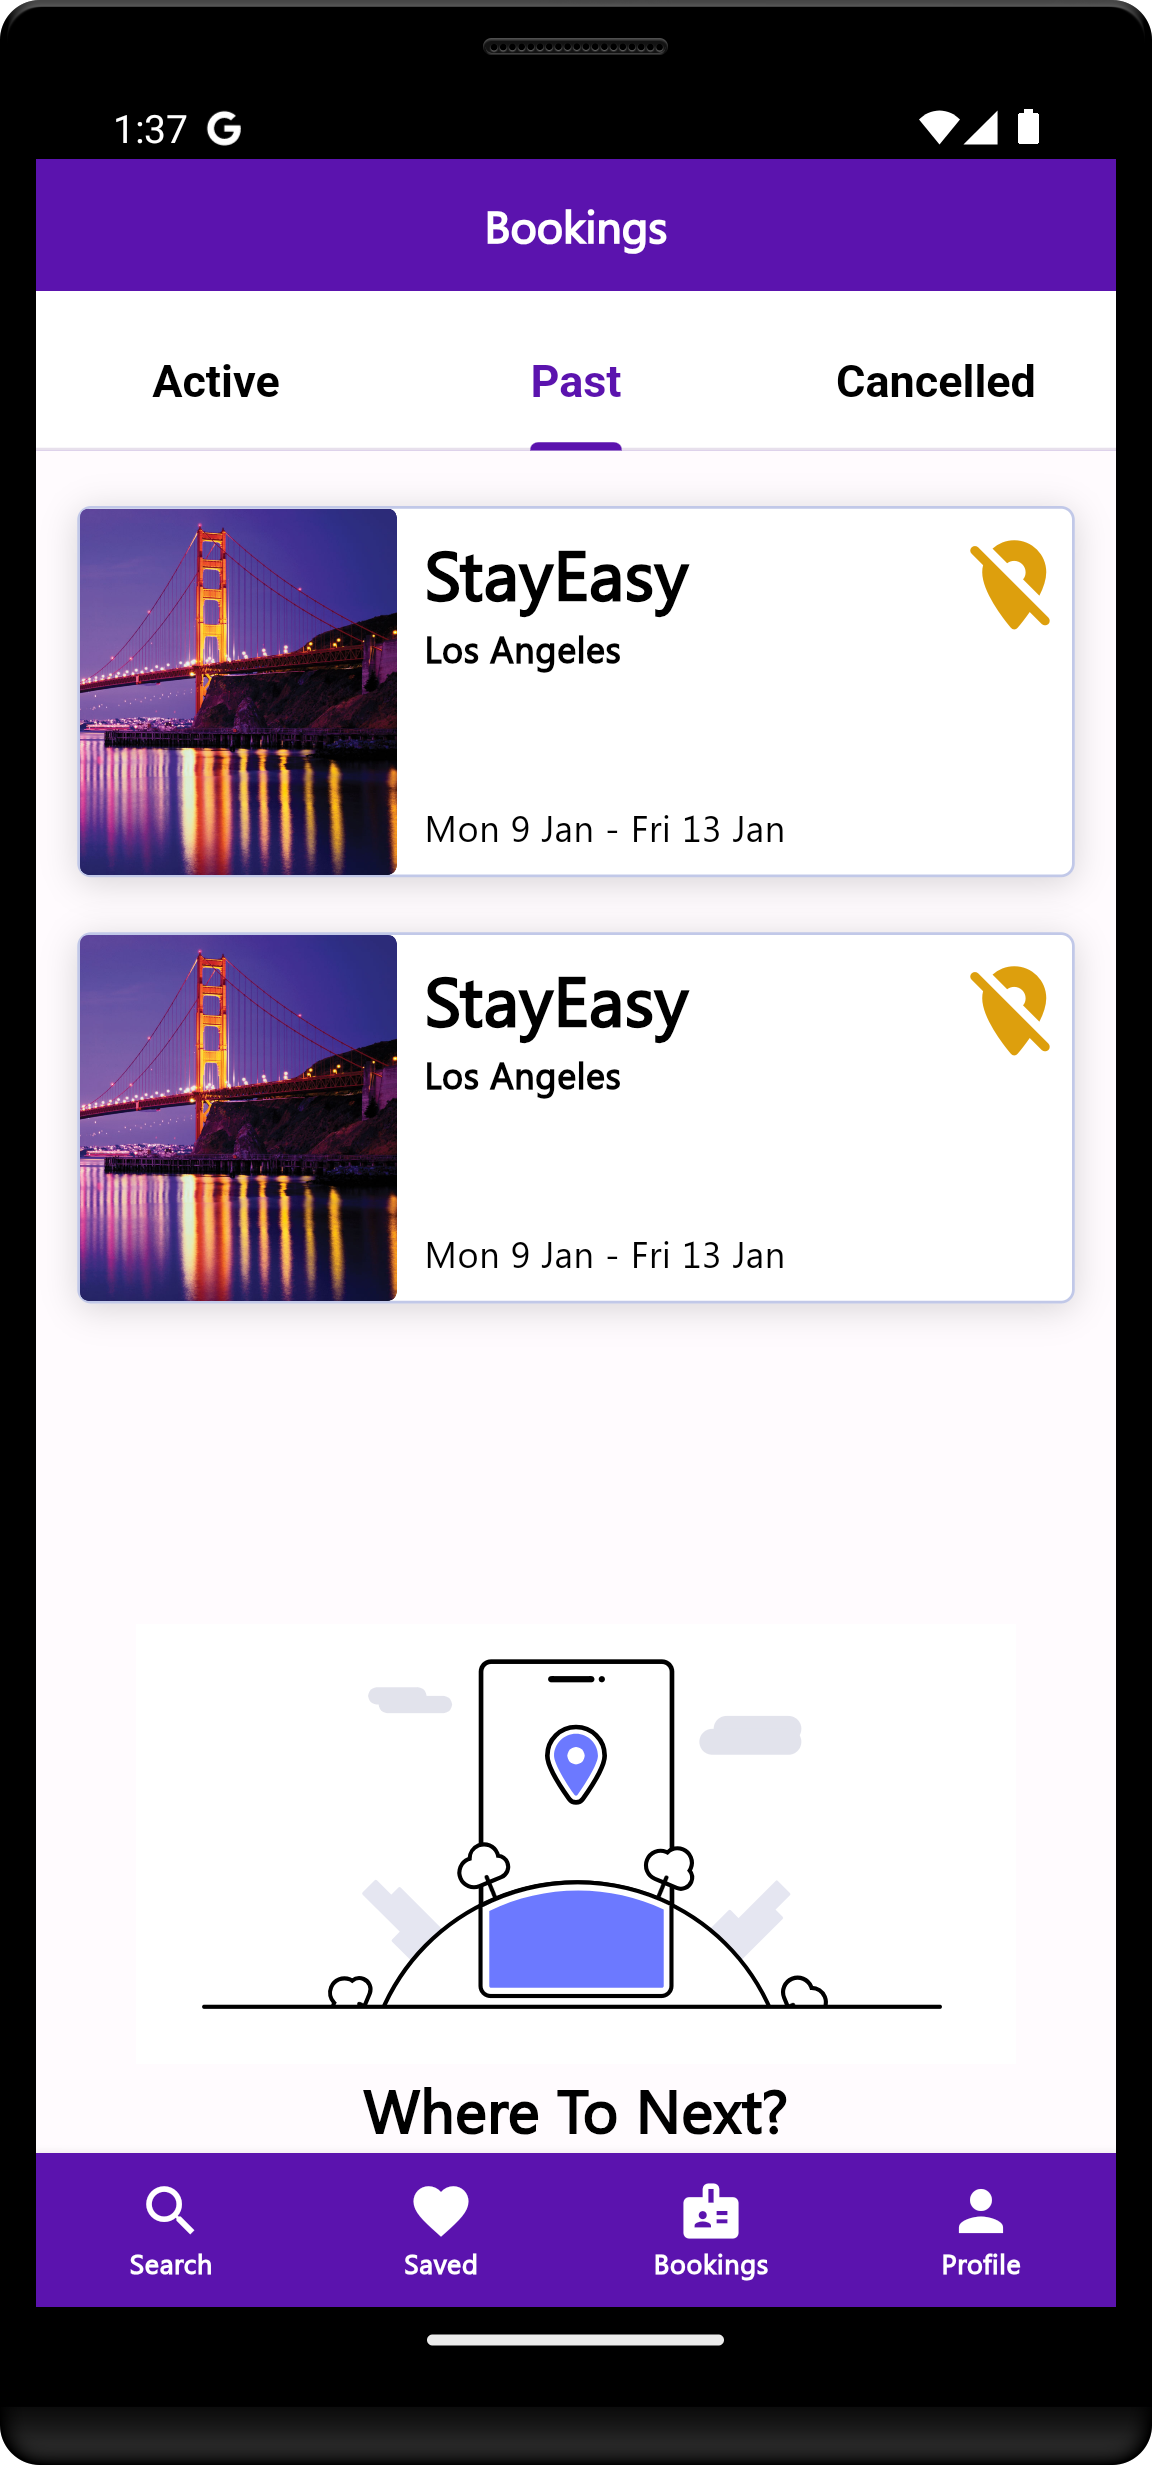 1:37
Bookings
Active Past Cancelled
StayEasy
Los Angeles
Mon 9 Jan - Fri 13 Jan
StayEasy
Los Angeles
Mon 9 Jan - Fri 13 Jan
Where To Next?
Search Saved Bookings Profile